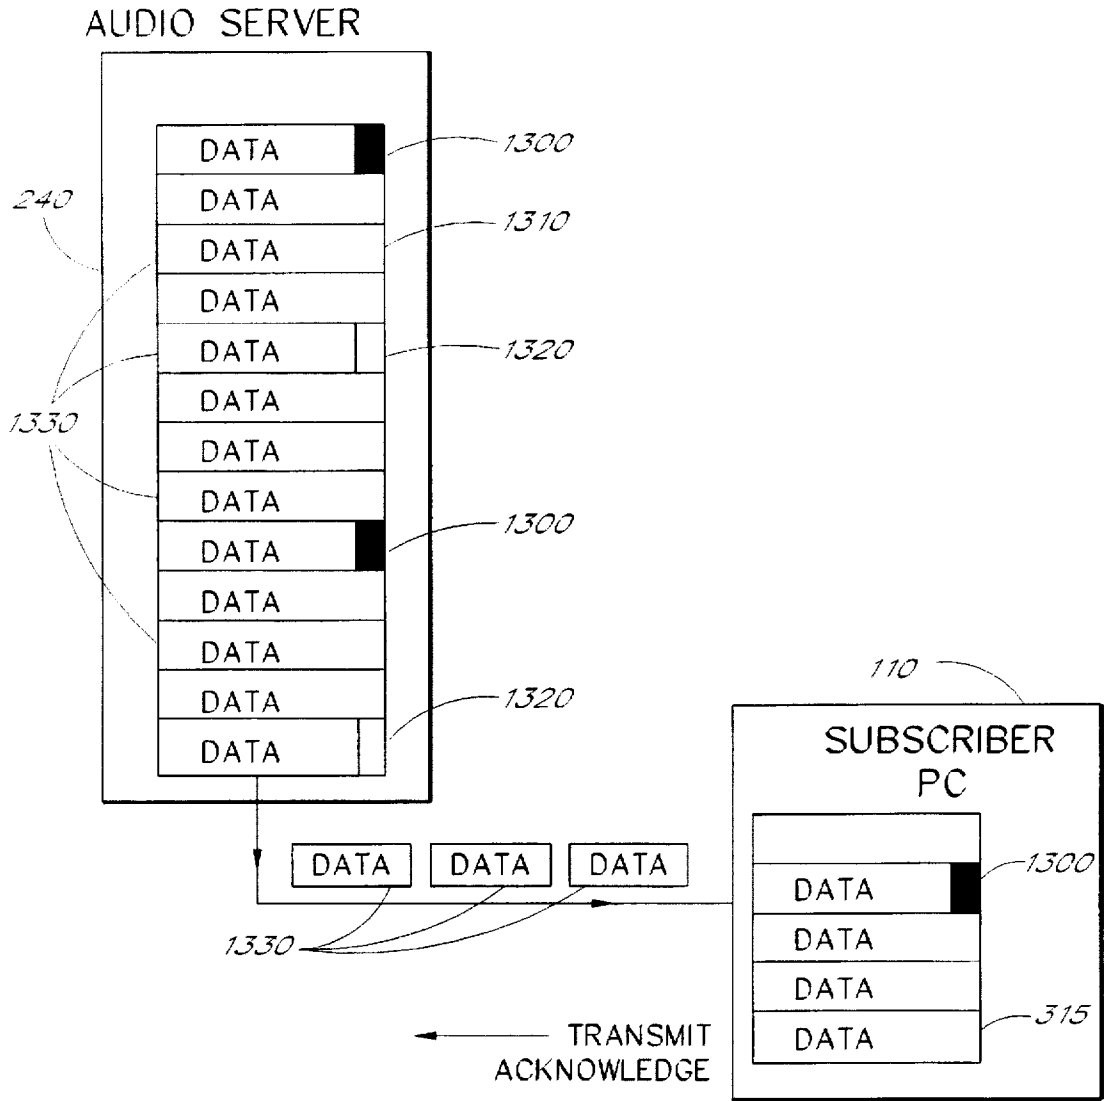 AUDIO SERVER
DATA
1300
DATA
240
DATA
1310
DATA
DATA
1320
DATA
1330
DATA
DATA
DATA
1300
DATA
DATA
DATA
1320
DATA
110
SUBSCRIBER
PC
DATA DATA DATA
1330
DATA
1300
DATA
DATA
DATA
315
TRANSMIT
ACKNOWLEDGE